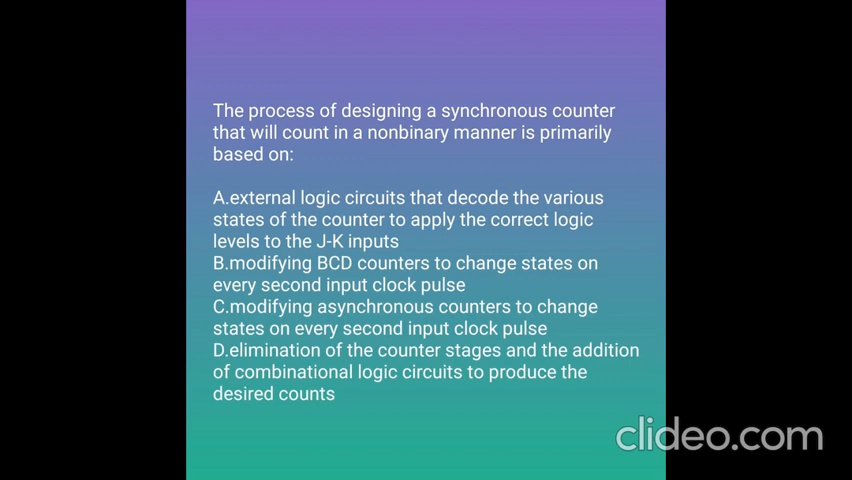 The process of designing a synchronous counter
that will count in a nonbinary manner is primarily
based on:
A.external logic circuits that decode the various
states of the counter to apply the correct logic
levels to the J-K inputs
B.modifying BCD counters to change states on
every second input clock pulse
C.modifying asynchronous counters to change
states on every second input clock pulse
D.elimination of the counter stages and the addition
of combinational logic circuits to produce the
desired counts
clideo.com